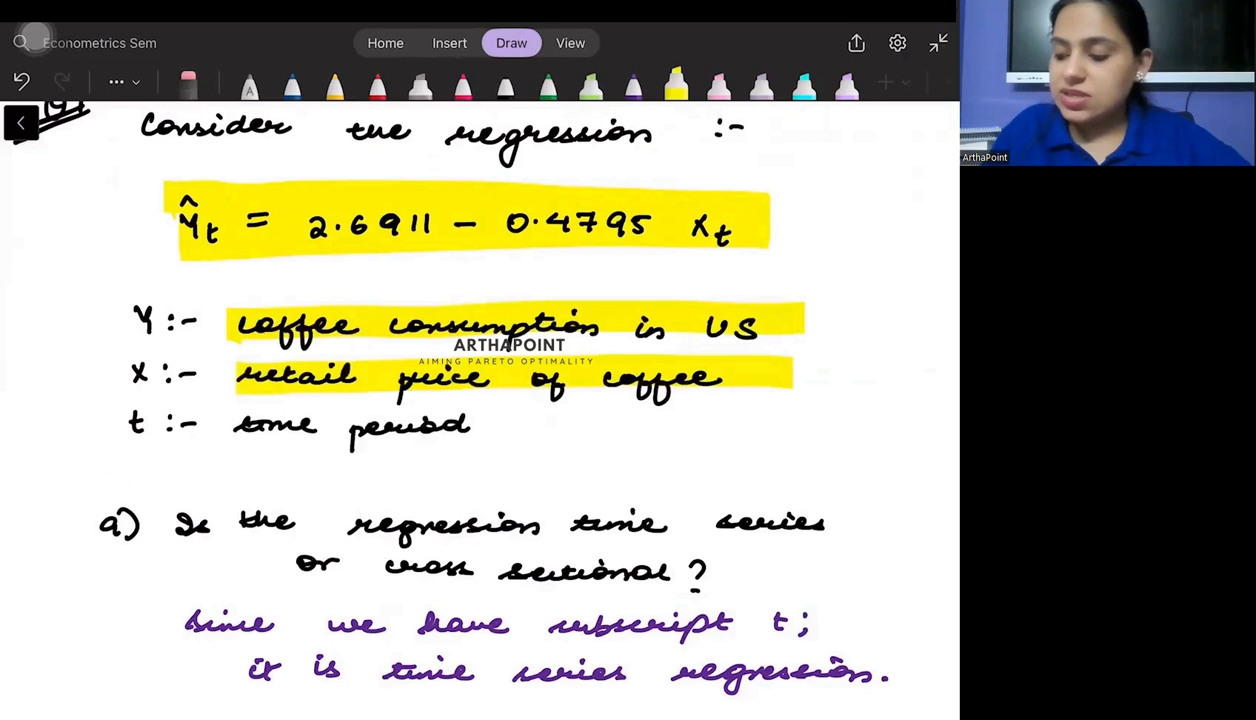 Econometrics Sem
Home Insert Draw View
Consider the regression :-
Ŷt = 2.6911 - 0.4795 Xt
Y :- coffee consumption in US
ARTHAPOINT
AIMING PARETO OPTIMALITY
X :- retail price of coffee
t :- time period
a) Is the regression time series
or cross sectional ?
since we have subscript t;
it is time series regression.
ArthaPoint